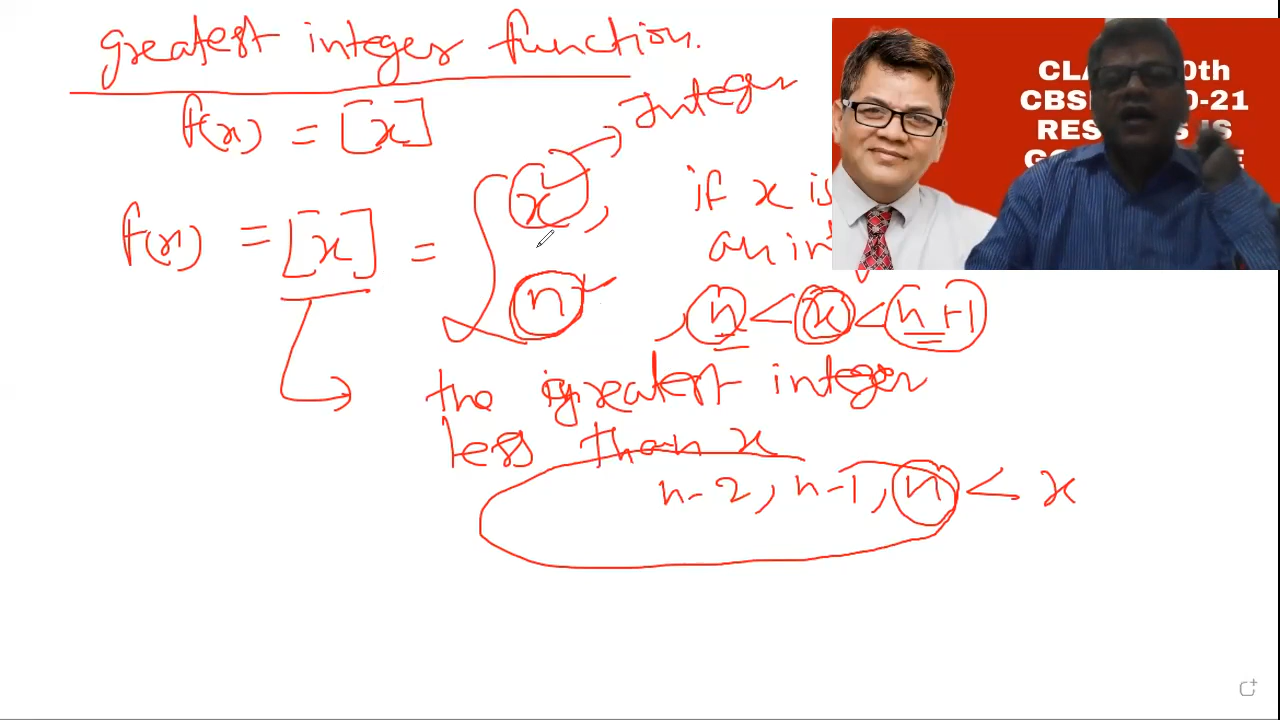 greatest integer function.
f(x) = [x]
Integer
f(x) = [x] = { x, if x is
an in
n, n < x < n+1
the greatest integer
less than x
n-2, n-1, n < x
CLA 0th
CBS 0-21
RES IS
GO E